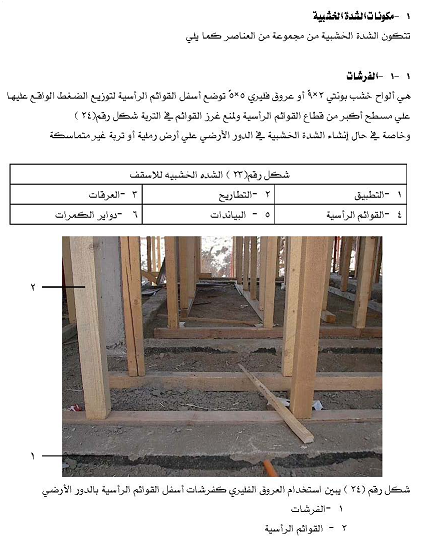 ١ -مكونات الشدة الخشبية
تتكون الشدة الخشبية من مجموعة من العناصر كما يلي
١ -١ -الفرشات
هي ألواح خشب بونتي ٢×٩ أو عروق فليري ٥×٥ توضع أسفل القوائم الرأسية لتوزيع الضغط الواقع عليها
علي مسطح أكبر من قطاع القوائم الرأسية ولمنع غرز القوائم في التربة شكل رقم(٢٤ )
وخاصة في حال إنشاء الشدة الخشبية في الدور الأرضي علي أرض رملية أو تربة غير متماسكة
شكل رقم(٢٣ ) الشده الخشبيه للاسقف
١ -التطبيق ٢ -التطاريح ٣ -العرقات
٤ -القوائم الرأسية ٥ - البياندات ٦ -دواير الكمرات
٢
١
شكل رقم (٢٤ ) يبين استخدام العروق الفليري كفرشات أسفل القوائم الرأسية بالدور الأرضي
١ -الفرشات
٢ - القوائم الرأسية